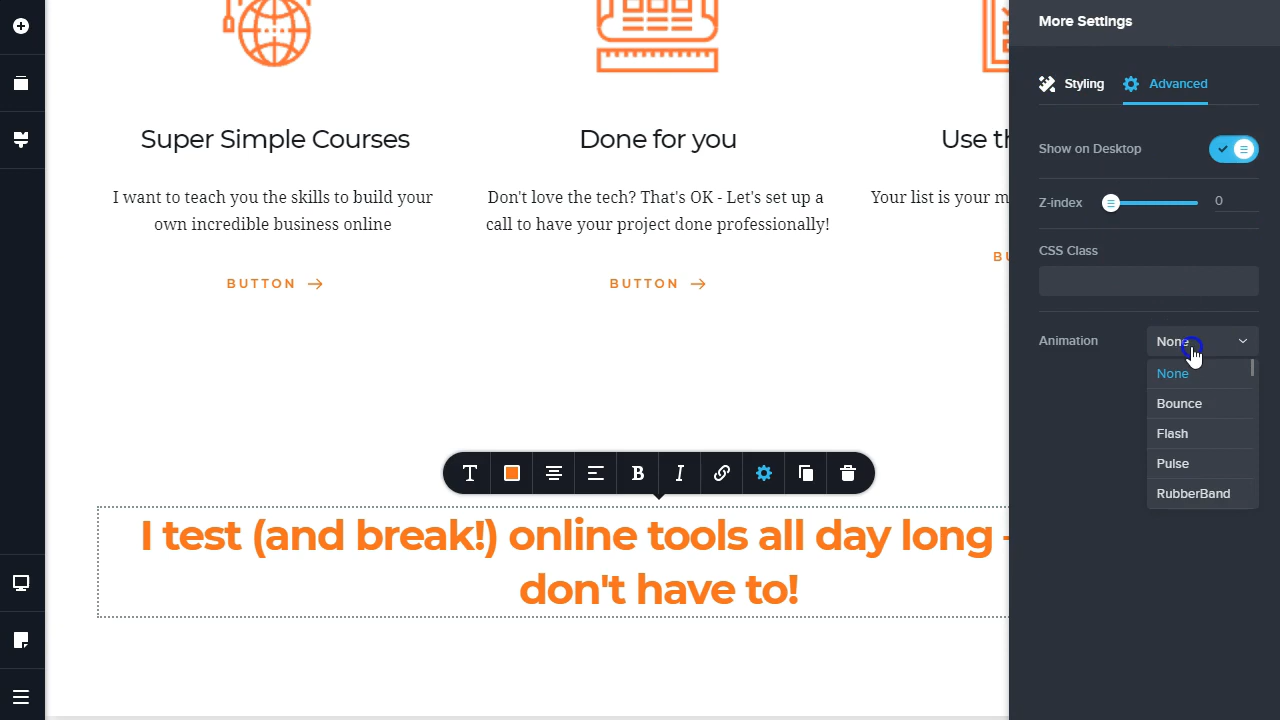 More Settings
Styling
Advanced
Show on Desktop
Z-index
0
CSS Class
Animation
None
None
Bounce
Flash
Pulse
RubberBand
Super Simple Courses
I want to teach you the skills to build your
own incredible business online
BUTTON →
Done for you
Don't love the tech? That's OK - Let's set up a
call to have your project done professionally!
BUTTON →
Use
Your list is your
T
B
I
I test (and break!) online tools all day long -
don't have to!